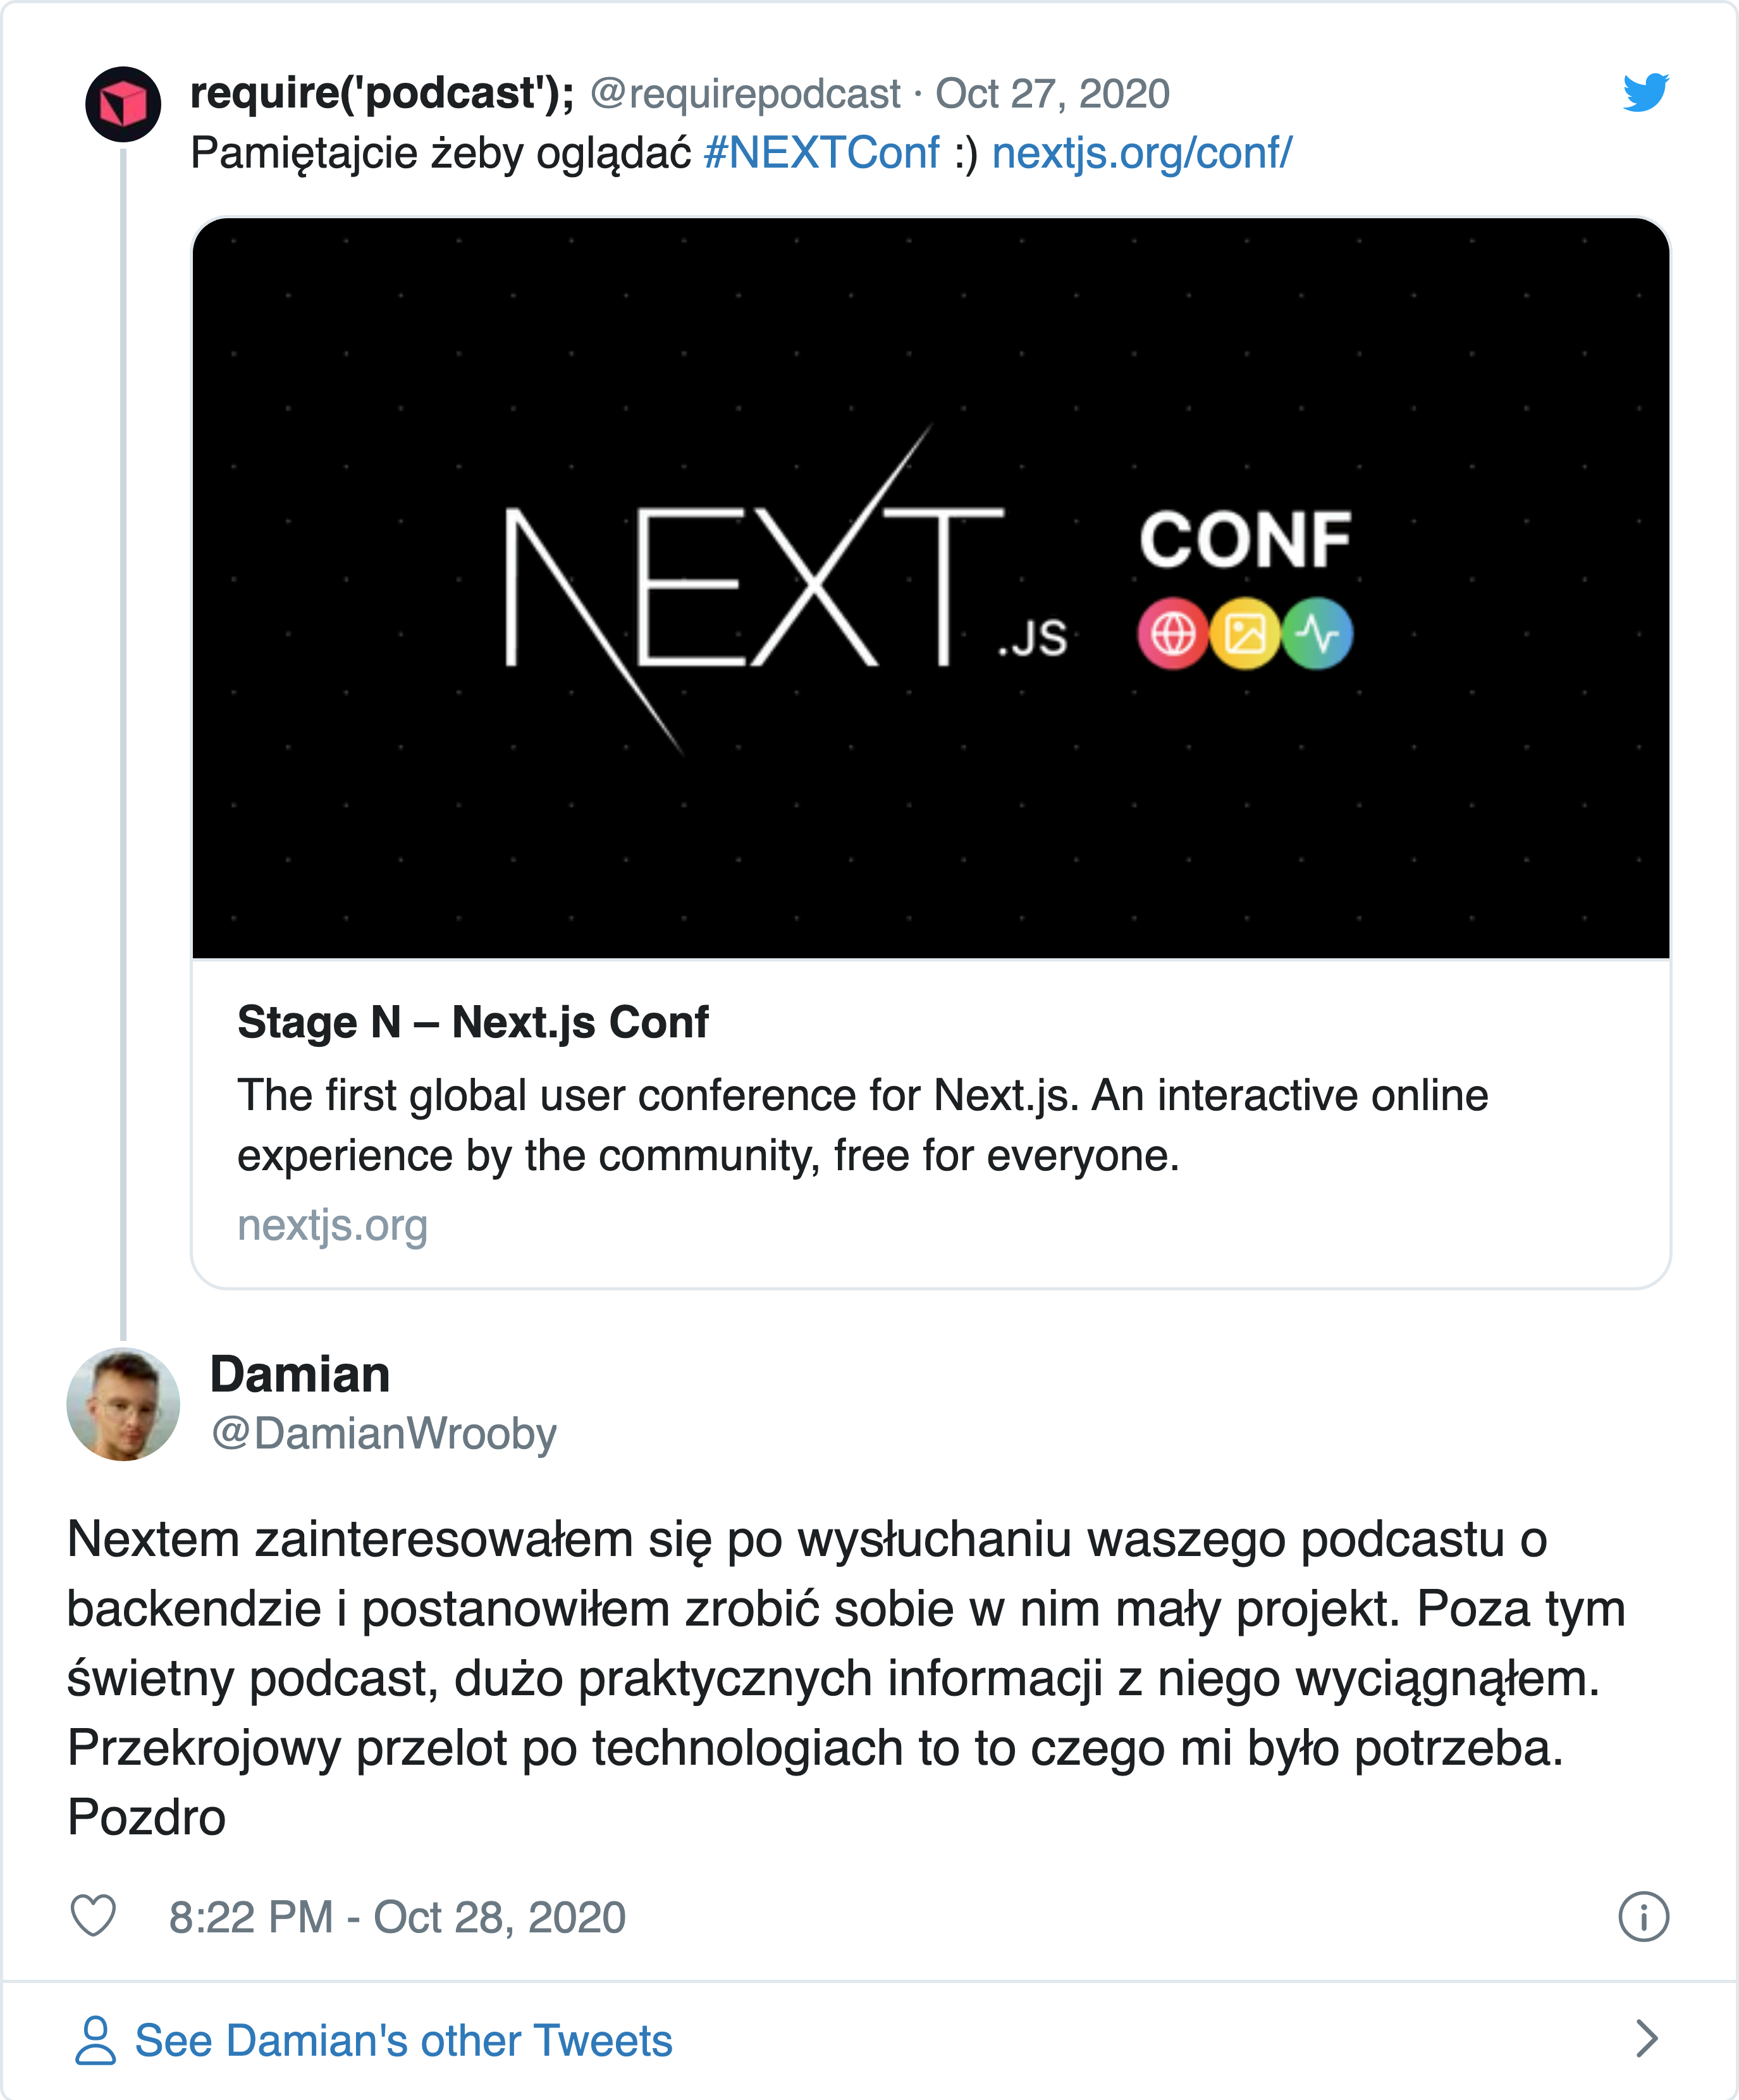 require('podcast'); @requirepodcast · Oct 27, 2020
Pamiętajcie żeby oglądać #NEXTConf :) nextjs.org/conf/
NEXT.JS CONF
Stage N – Next.js Conf
The first global user conference for Next.js. An interactive online
experience by the community, free for everyone.
nextjs.org
Damian
@DamianWrooby
Nextem zainteresowałem się po wysłuchaniu waszego podcastu o
backendzie i postanowiłem zrobić sobie w nim mały projekt. Poza tym
świetny podcast, dużo praktycznych informacji z niego wyciągnąłem.
Przekrojowy przelot po technologiach to to czego mi było potrzeba.
Pozdro
8:22 PM - Oct 28, 2020
See Damian's other Tweets